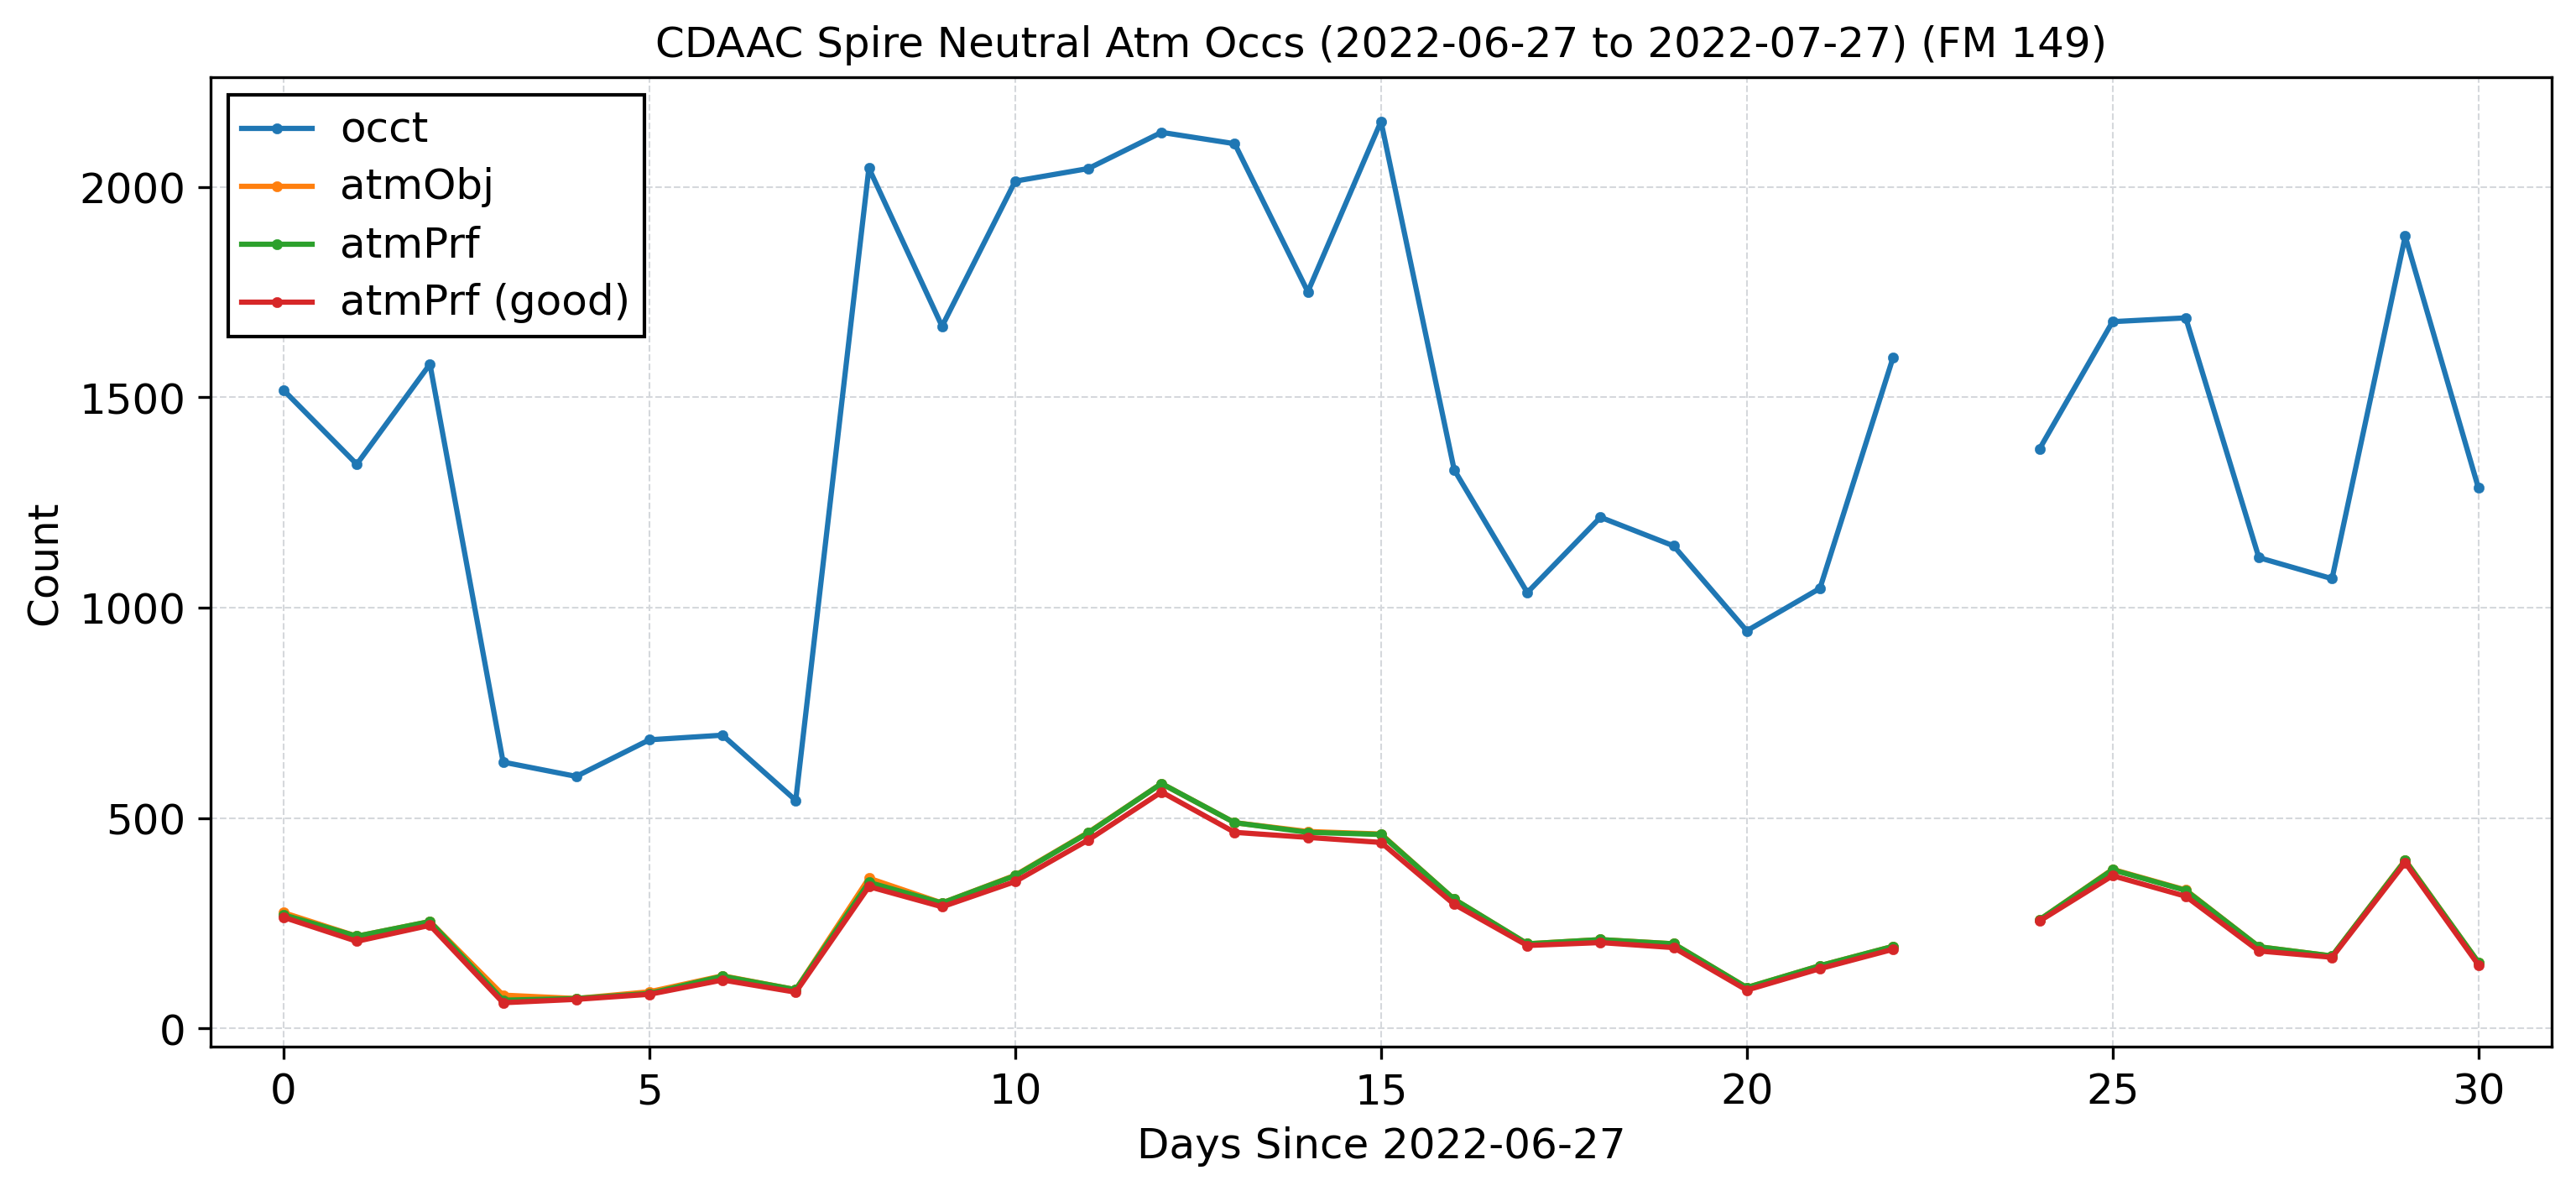 CDAAC Spire Neutral Atm Occs (2022-06-27 to 2022-07-27) (FM 149)
occt
atmObj
atmPrf
atmPrf (good)
Count
2000
1500
1000
500
0
0 5 10 15 20 25 30
Days Since 2022-06-27